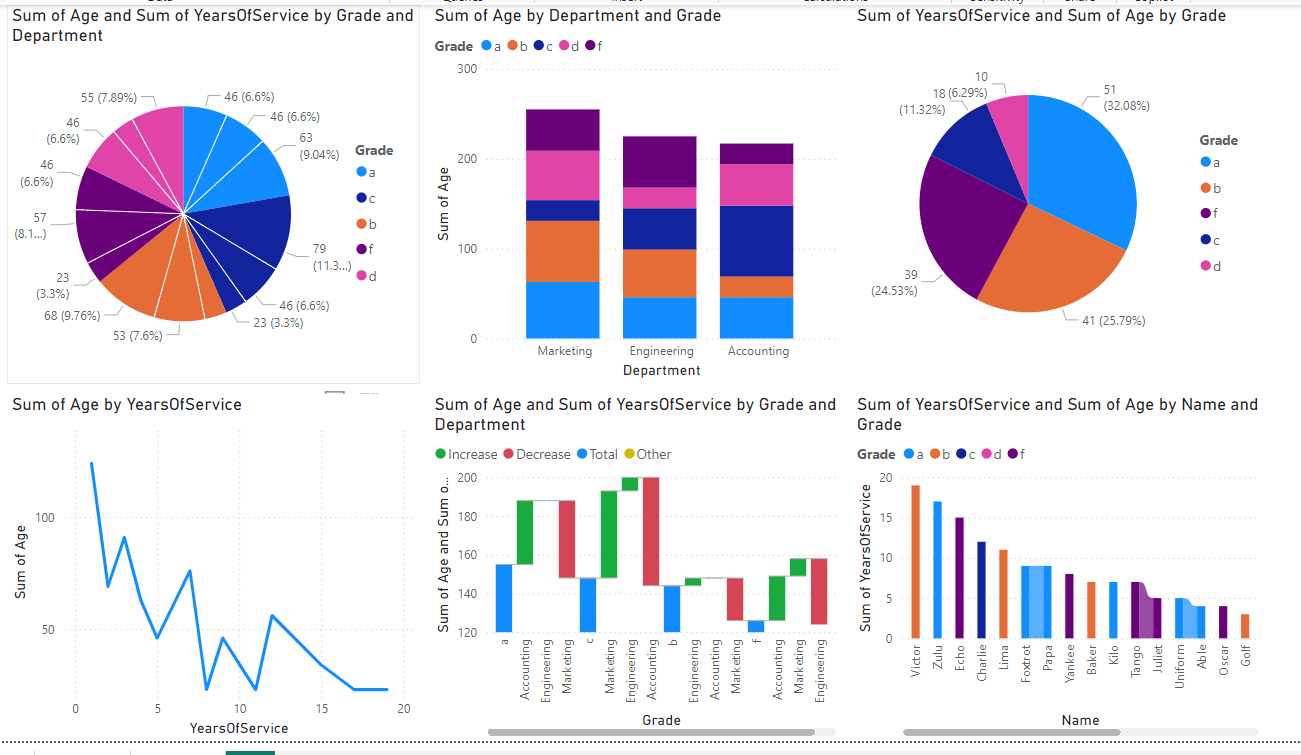 Sum of Age and Sum of YearsOfService by Grade and
Department
55 (7.89%)
46 (6.6%)
46 (6.6%)
63
(9.04%)
46
(6.6%)
46
(6.6%)
57
(8.1...)
23
(3.3%)
68 (9.76%)
53 (7.6%)
79
(11.3...)
46 (6.6%)
23 (3.3%)
Grade
a
c
b
f
d
Sum of Age by Department and Grade
Grade a b c d f
300
200
100
0
Sum of Age
Marketing Engineering Accounting
Department
Sum of YearsOfService and Sum of Age by Grade
10
(6.29%)
18
(11.32%)
51
(32.08%)
39
(24.53%)
41 (25.79%)
Grade
a
b
f
c
d
Sum of Age by YearsOfService
100
50
Sum of Age
0 5 10 15 20
YearsOfService
Sum of Age and Sum of YearsOfService by Grade and
Department
Increase Decrease Total Other
200
180
160
140
120
Sum of Age and Sum o...
a
Accounting
Engineering
Marketing
c
Marketing
Engineering
Accounting
b
Engineering
Accounting
Marketing
f
Accounting
Marketing
Engineering
Grade
Sum of YearsOfService and Sum of Age by Name and
Grade
Grade a b c d f
20
15
10
5
0
Sum of YearsOfService
Victor
Zulu
Echo
Charlie
Lima
Foxtrot
Papa
Yankee
Baker
Kilo
Tango
Juliet
Uniform
Able
Oscar
Golf
Name